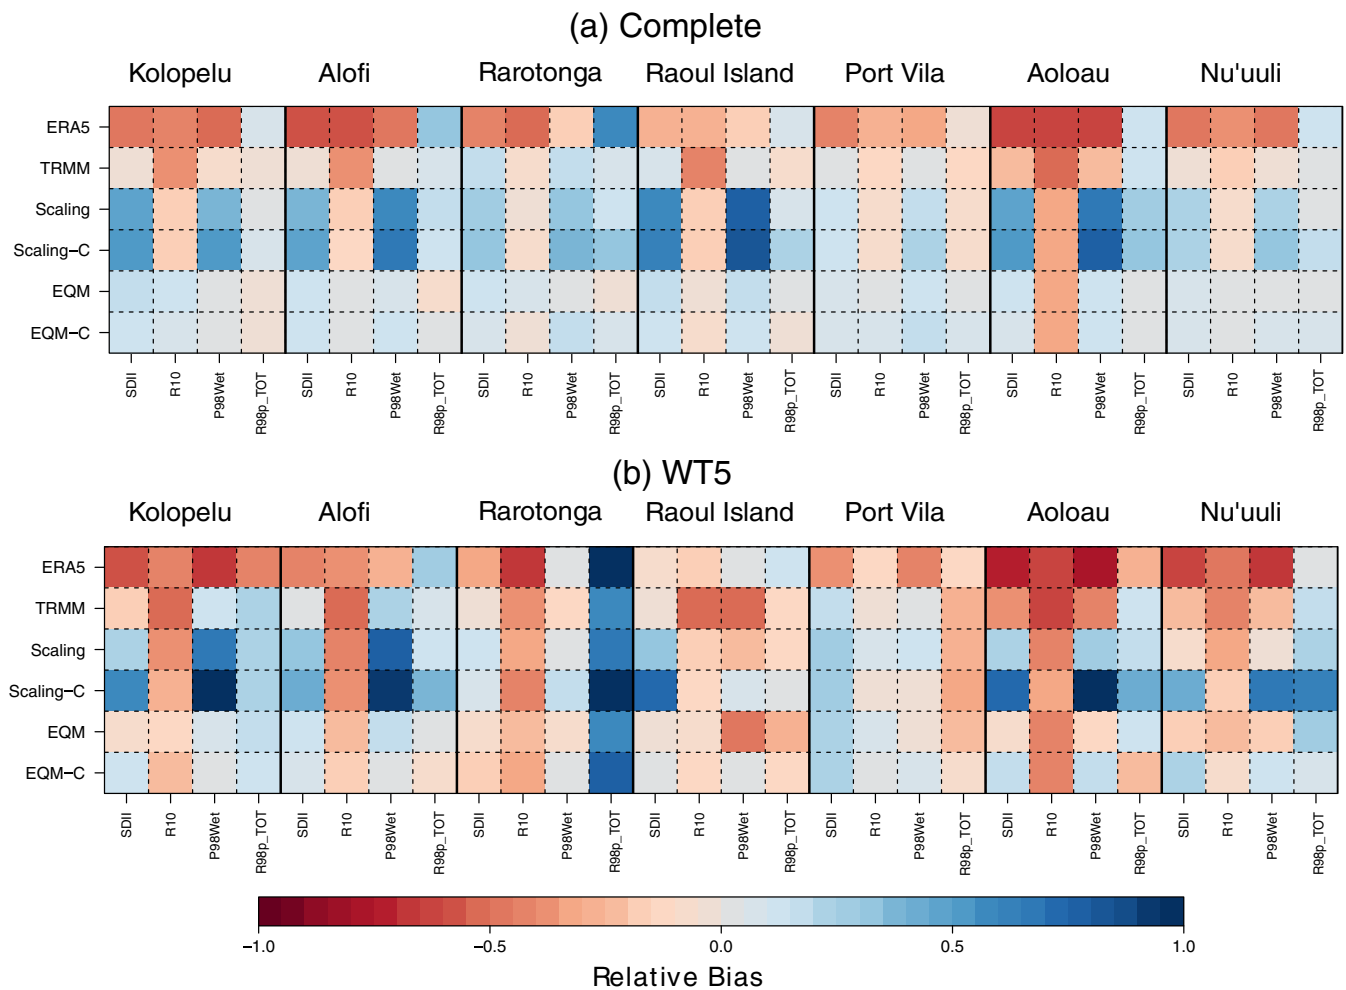 (a) Complete
Kolopelu Alofi Rarotonga Raoul Island Port Vila Aoloau Nu'uuli
ERA5
TRMM
Scaling
Scaling−C
EQM
EQM−C
SDII R10 P98Wet R98p_TOT SDII R10 P98Wet R98p_TOT SDII R10 P98Wet R98p_TOT SDII R10 P98Wet R98p_TOT SDII R10 P98Wet R98p_TOT SDII R10 P98Wet R98p_TOT SDII R10 P98Wet R98p_TOT
(b) WT5
Kolopelu Alofi Rarotonga Raoul Island Port Vila Aoloau Nu'uuli
ERA5
TRMM
Scaling
Scaling−C
EQM
EQM−C
SDII R10 P98Wet R98p_TOT SDII R10 P98Wet R98p_TOT SDII R10 P98Wet R98p_TOT SDII R10 P98Wet R98p_TOT SDII R10 P98Wet R98p_TOT SDII R10 P98Wet R98p_TOT SDII R10 P98Wet R98p_TOT
−1.0 −0.5 0.0 0.5 1.0
Relative Bias